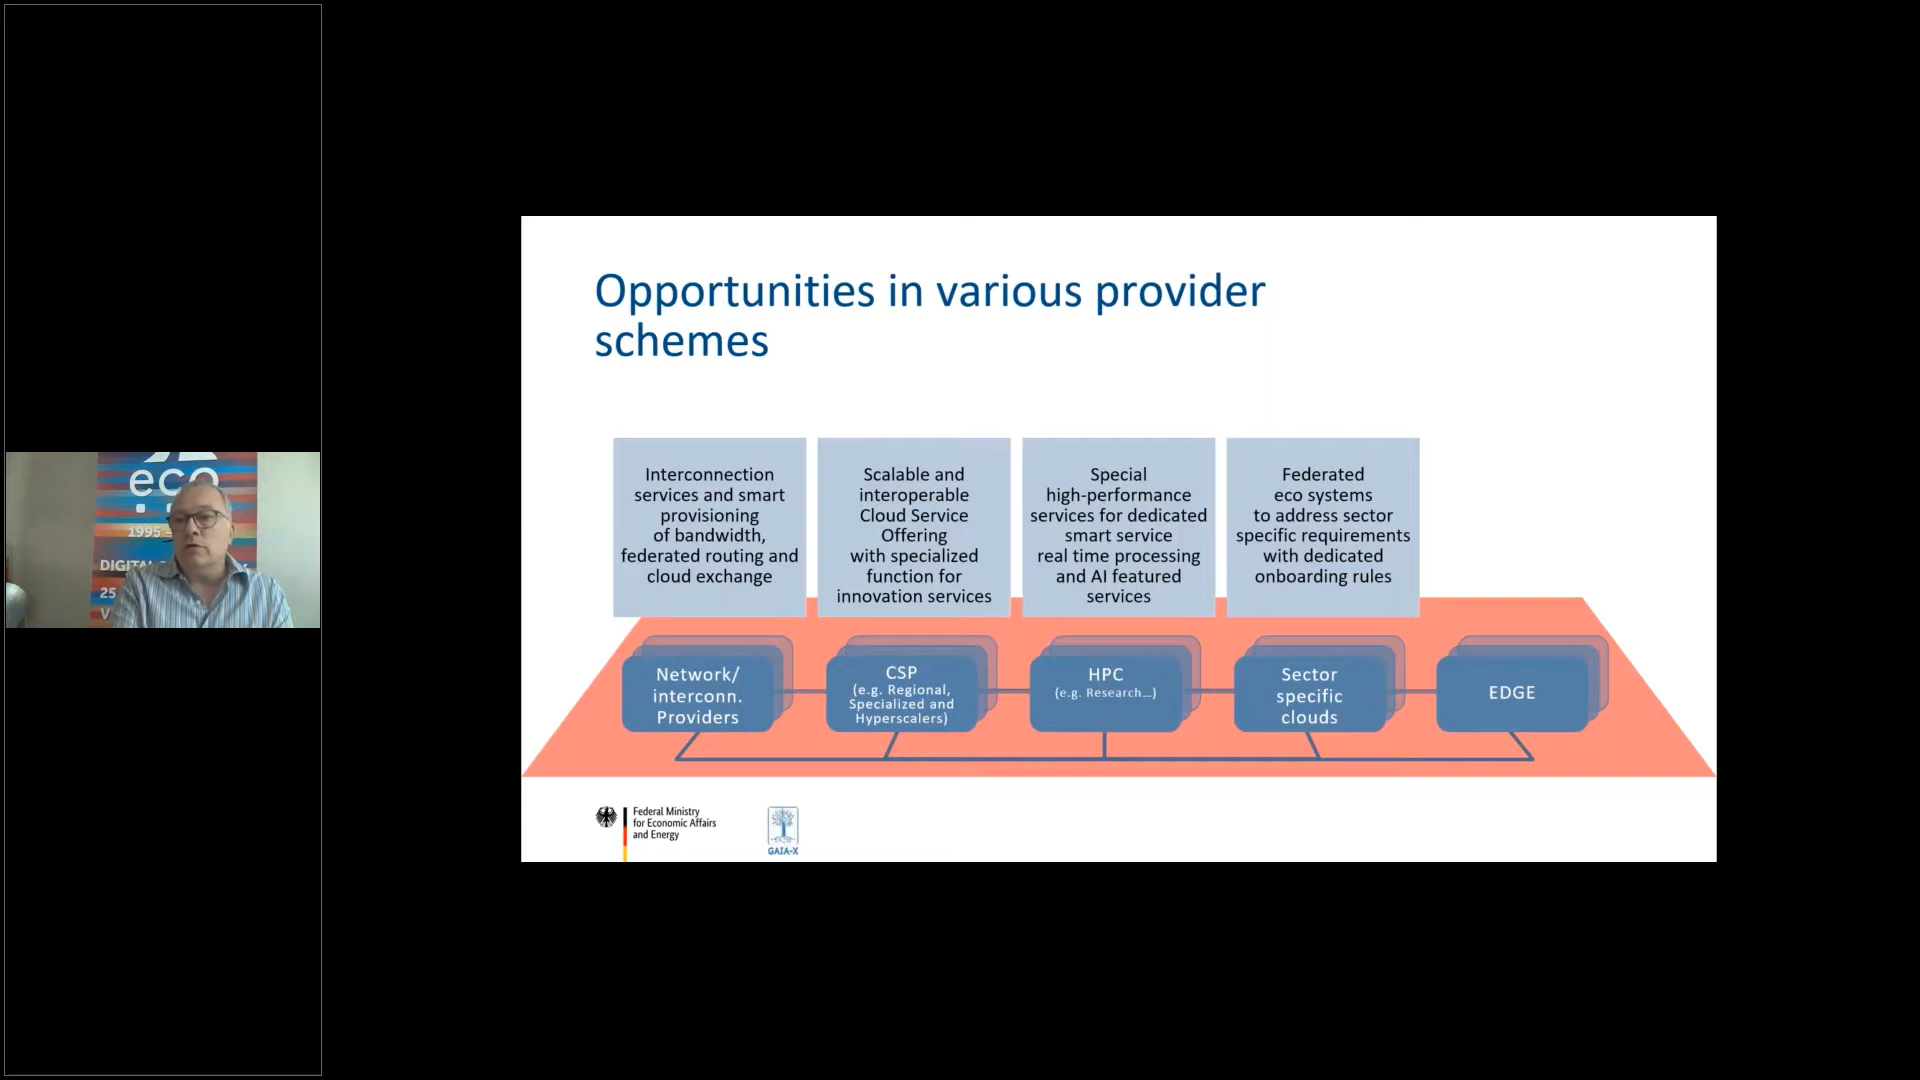 eco
1995
25
V
Opportunities in various provider
schemes
Interconnection
services and smart
provisioning
of bandwidth,
federated routing and
cloud exchange
Scalable and
interoperable
Cloud Service
Offering
with specialized
function for
innovation services
Special
high-performance
services for dedicated
smart service
real time processing
and AI featured
services
Federated
eco systems
to address sector
specific requirements
with dedicated
onboarding rules
Network/
interconn.
Providers
CSP
(e.g. Regional,
Specialized and
Hyperscalers)
HPC
(e.g. Research...)
Sector
specific
clouds
EDGE
Federal Ministry
for Economic Affairs
and Energy
GAIA-X